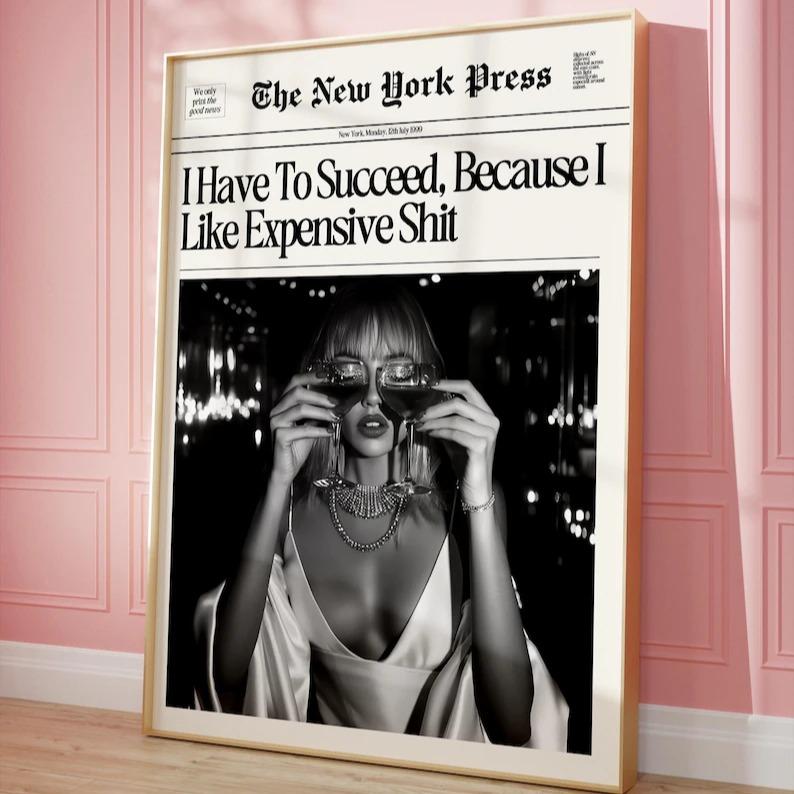 We only
print the
good news
The New York Press
New York, Monday, 12th July 1999
I Have To Succeed, Because I
Like Expensive Shit